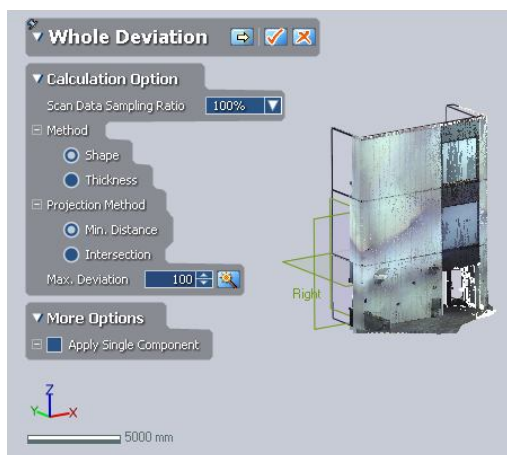 Whole Deviation
Calculation Option
Scan Data Sampling Ratio 100%
Method
Shape
Thickness
Projection Method
Min. Distance
Intersection
Max. Deviation 100
Right
More Options
Apply Single Component
Z
Y X
5000 mm